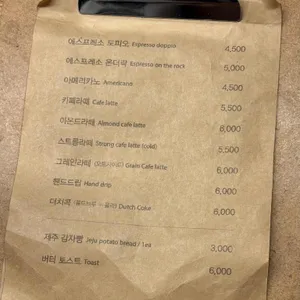 에스프레소 도피오 Espresso doppio 4,500
에스프레소 온더락 Espresso on the rock 5,000
아메리카노 Americano 4,500
카페라떼 Cafe latte 5,500
아몬드라떼 Almond cafe latte 6,000
스트롱라떼 Strong cafe latte (cold) 5,500
그레인라떼 Grain Cafe latte 6,000
핸드드립 Hand drip 6,000
더치콕 Dutch Coke 6,000
제주 감자빵 Jeju potato bread / 1ea 3,000
버터 토스트 Toast 6,000